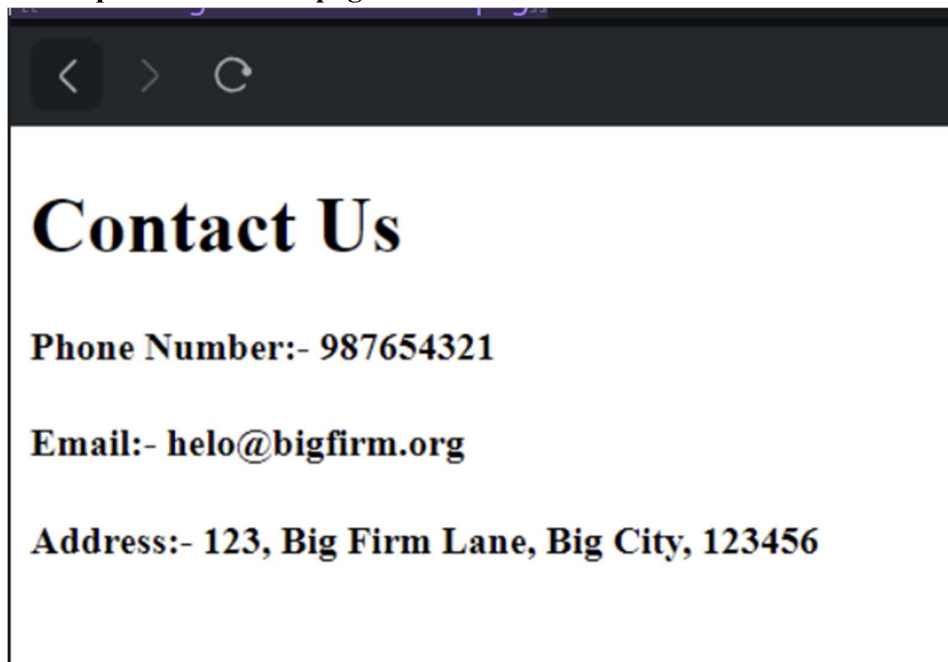 Contact Us
Phone Number:- 987654321
Email:- helo@bigfirm.org
Address:- 123, Big Firm Lane, Big City, 123456